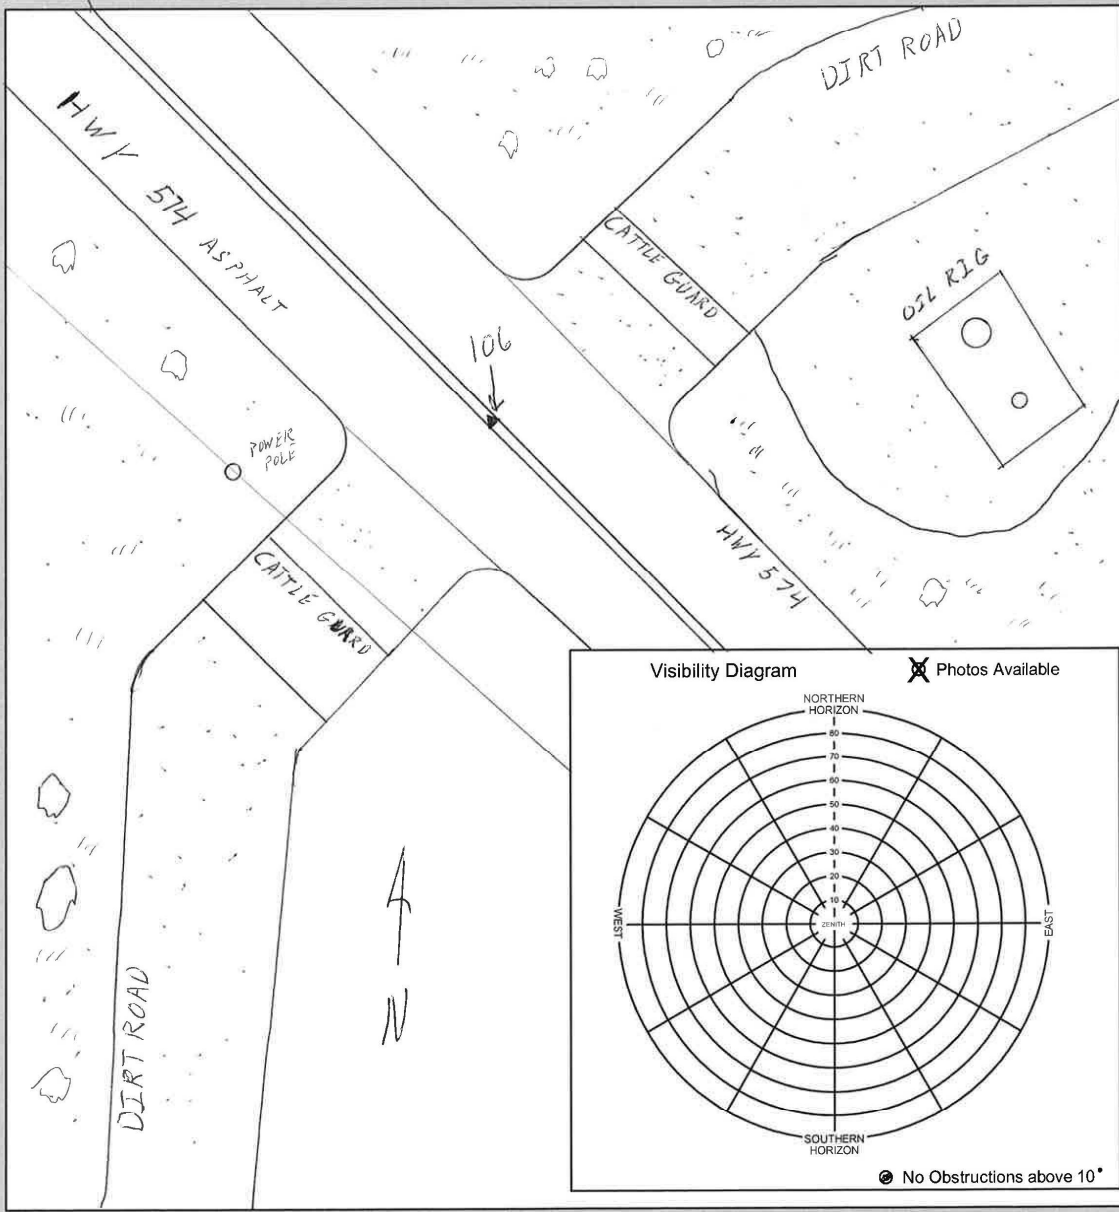 DIRT ROAD
HWY 574 ASPHALT
CATTLE GUARD
OIL RIG
106
POWER
POLE
HWY 574
CATTLE GUARD
DIRT ROAD
N
Visibility Diagram
Photos Available
NORTHERN
HORIZON
80
70
60
50
40
30
20
10
ZENITH
WEST
EAST
SOUTHERN
HORIZON
No Obstructions above 10°